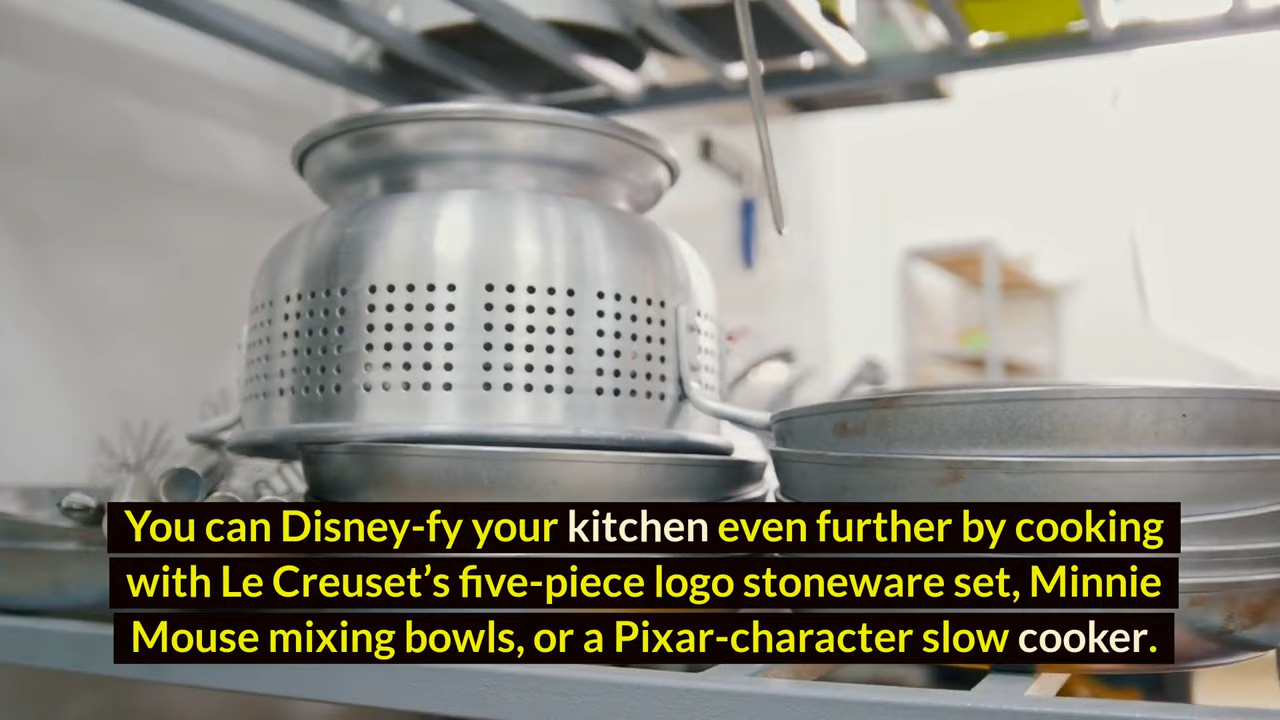 You can Disney-fy your kitchen even further by cooking
with Le Creuset’s five-piece logo stoneware set, Minnie
Mouse mixing bowls, or a Pixar-character slow cooker.